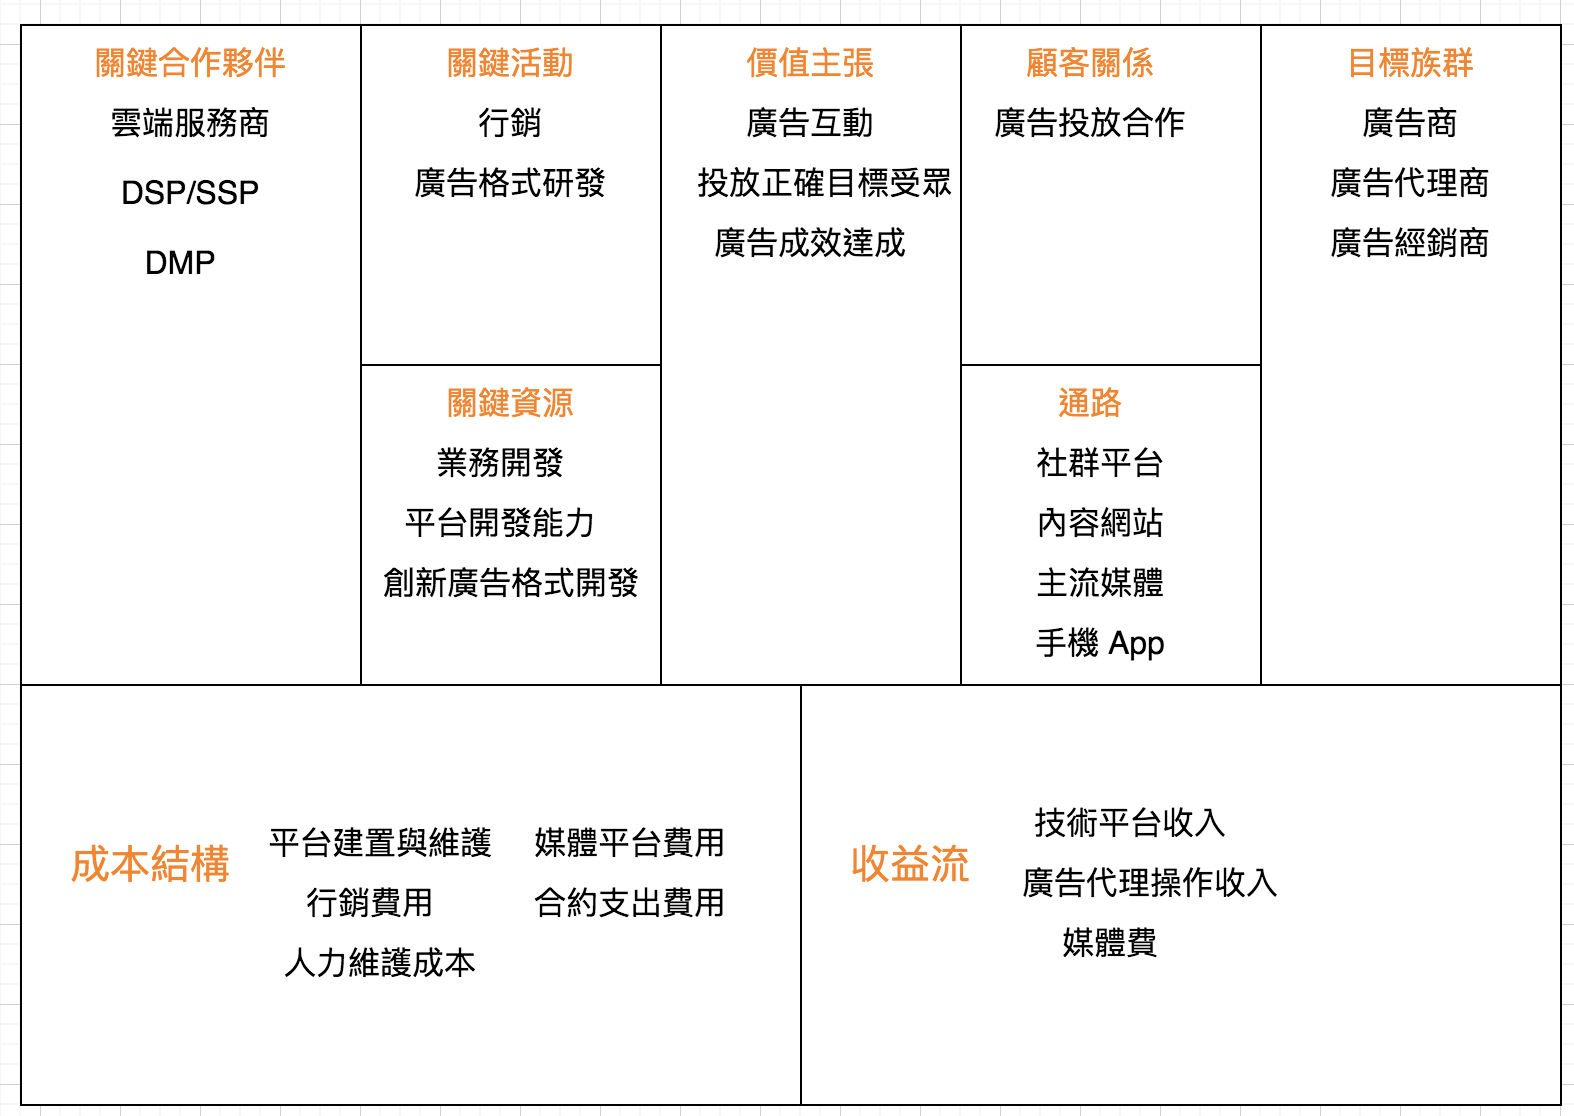 關鍵合作夥伴
雲端服務商
DSP/SSP
DMP
關鍵活動
行銷
廣告格式研發
關鍵資源
業務開發
平台開發能力
創新廣告格式開發
價值主張
廣告互動
投放正確目標受眾
廣告成效達成
顧客關係
廣告投放合作
通路
社群平台
內容網站
主流媒體
手機 App
目標族群
廣告商
廣告代理商
廣告經銷商
成本結構
平台建置與維護
行銷費用
人力維護成本
媒體平台費用
合約支出費用
收益流
技術平台收入
廣告代理操作收入
媒體費